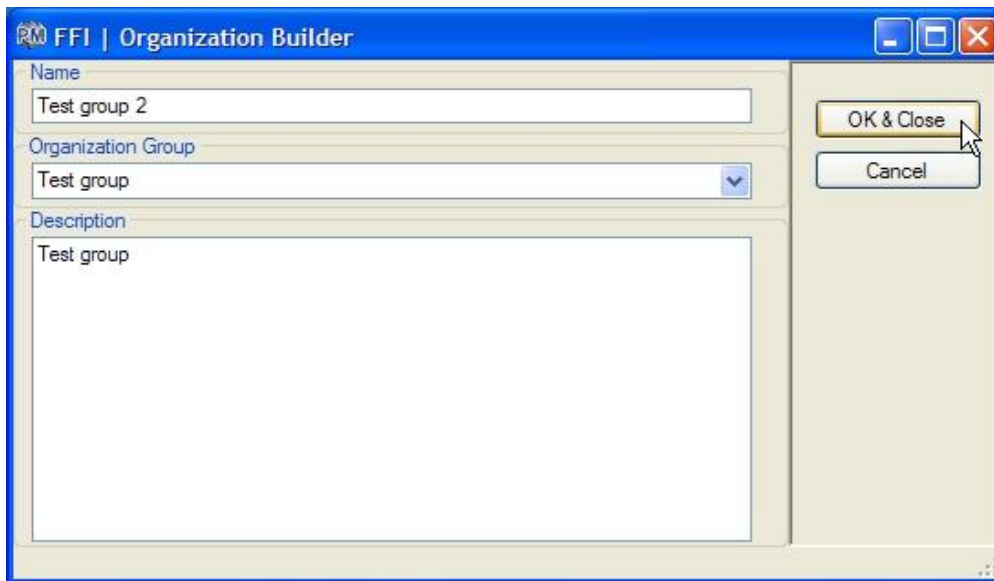 FFI | Organization Builder
Name
Test group 2
OK & Close
Organization Group
Test group
Cancel
Description
Test group